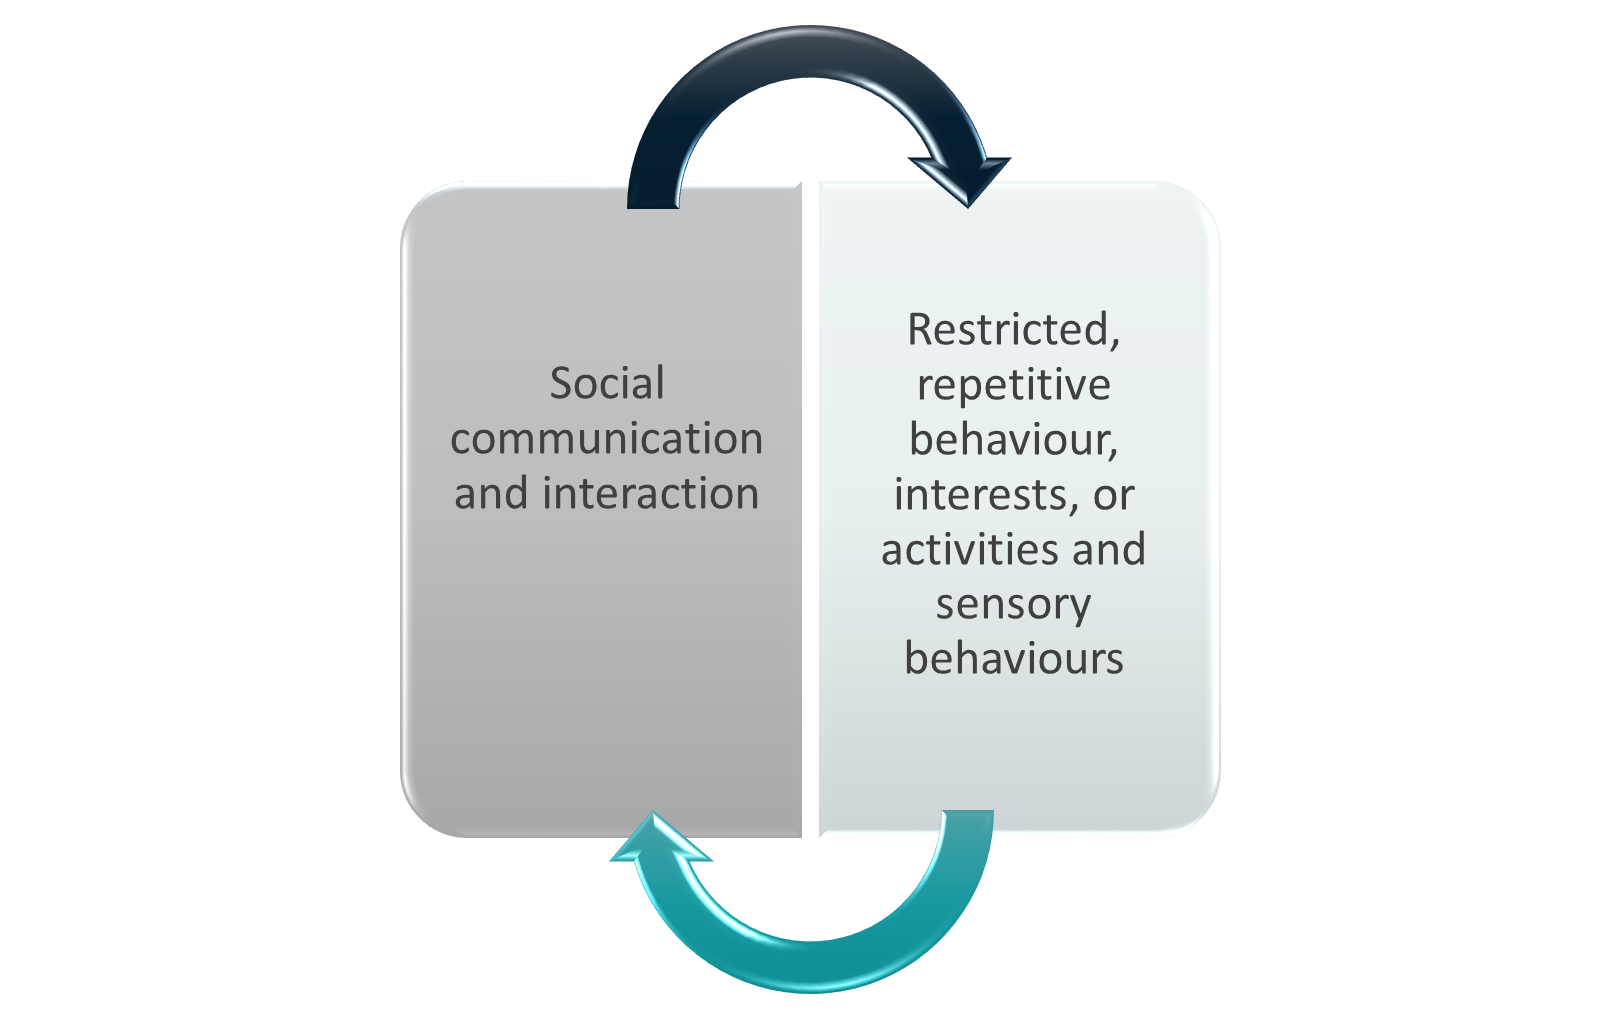 Social
communication
and interaction
Restricted,
repetitive
behaviour,
interests, or
activities and
sensory
behaviours